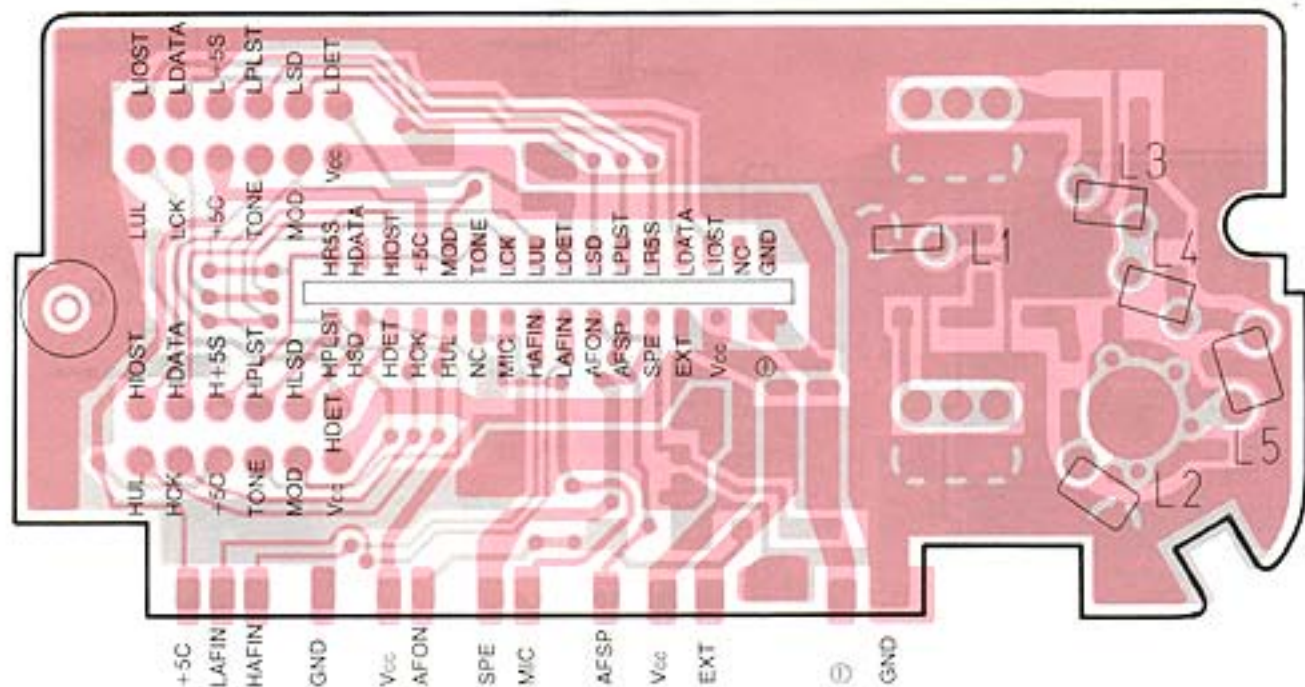 LIOST LDATA L+5S LPLST LSD LDET
LUL LCK +5C TONE MOD Vcc
HR5S HDATA HIOST +5C MOD TONE LCK LUL LDET LSD LPLST LR5S LDATA LIOST NC GND
L3
L1
L4
HIOST HDATA H+5S HPLST HLSD HDET
HPLST HSD HDET HCK HUL NC MIC HAFIN LAFIN AFON AFSP SPE EXT Vcc ⊖
L5
HUL HCK +5C TONE MOD Vcc
L2
+5C LAFIN HAFIN GND Vcc AFON SPE MIC AFSP Vcc EXT ⊖ GND